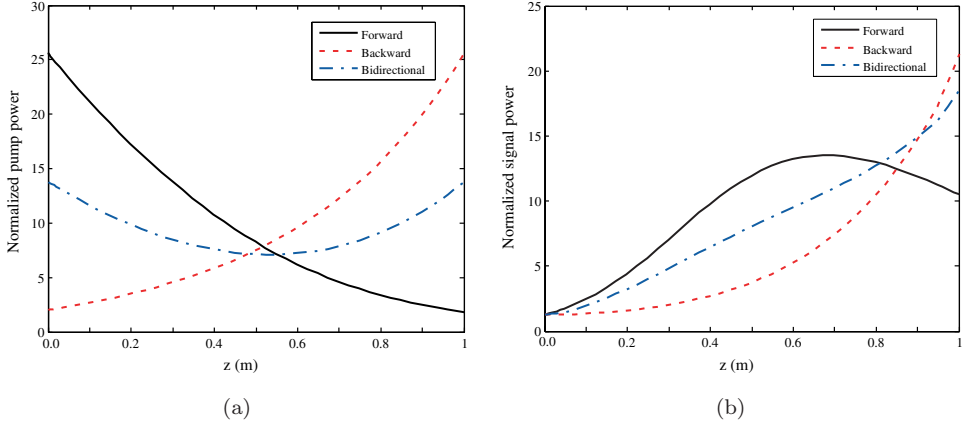 30
25
20
15
10
5
0
0.0
0.2
0.4
0.6
0.8
1
Normalized pump power
z (m)
Forward
Backward
Bidirectional
(a)
25
20
15
10
5
0
0.0
0.2
0.4
0.6
0.8
1
Normalized signal power
z (m)
Forward
Backward
Bidirectional
(b)